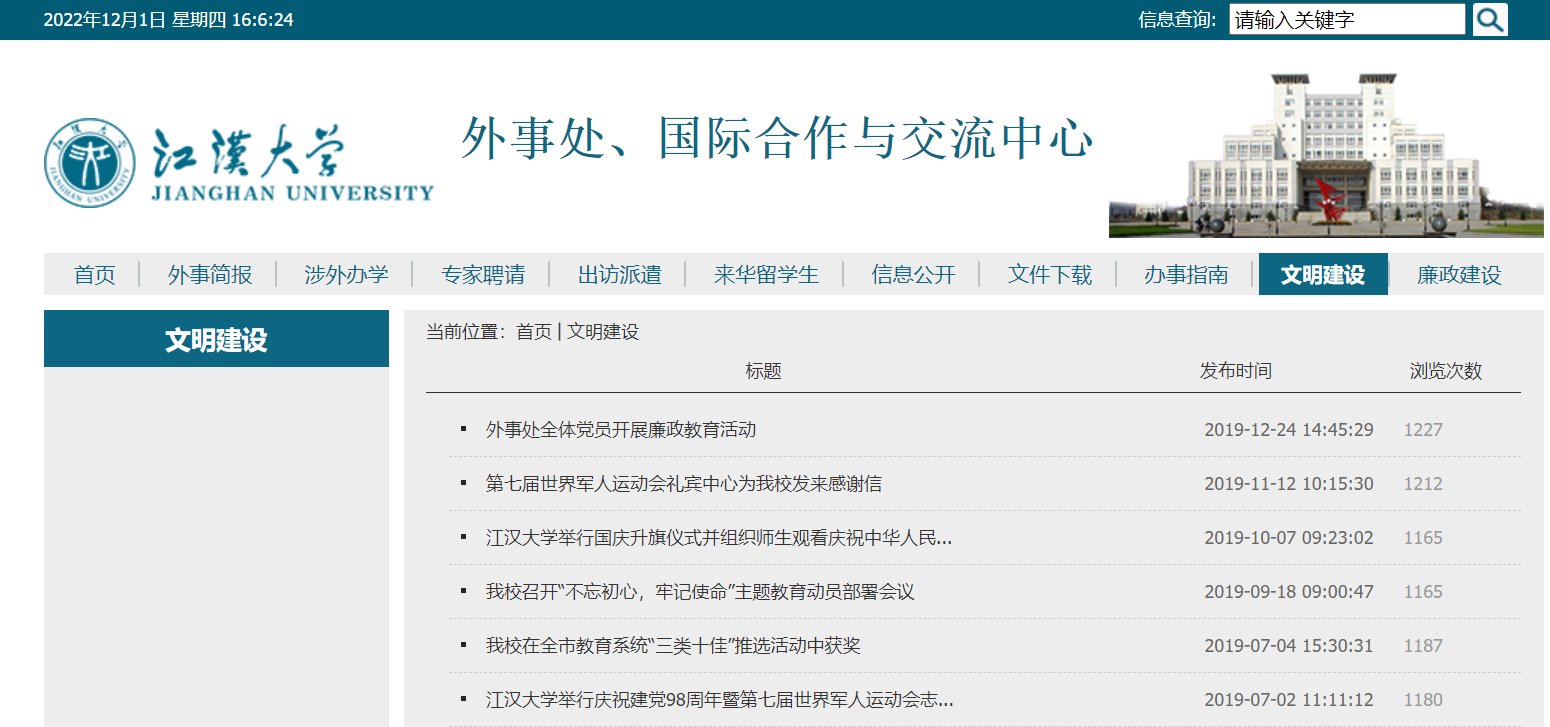 2022年12月1日 星期四 16:6:24 信息查询: 请输入关键字
江漢大学
JIANGHAN UNIVERSITY
外事处、国际合作与交流中心
首页 外事简报 涉外办学 专家聘请 出访派遣 来华留学生 信息公开 文件下载 办事指南 文明建设 廉政建设
文明建设
当前位置：首页 | 文明建设
标题 发布时间 浏览次数
外事处全体党员开展廉政教育活动 2019-12-24 14:45:29 1227
第七届世界军人运动会礼宾中心为我校发来感谢信 2019-11-12 10:15:30 1212
江汉大学举行国庆升旗仪式并组织师生观看庆祝中华人民... 2019-10-07 09:23:02 1165
我校召开“不忘初心，牢记使命”主题教育动员部署会议 2019-09-18 09:00:47 1165
我校在全市教育系统“三类十佳”推选活动中获奖 2019-07-04 15:30:31 1187
江汉大学举行庆祝建党98周年暨第七届世界军人运动会志... 2019-07-02 11:11:12 1180